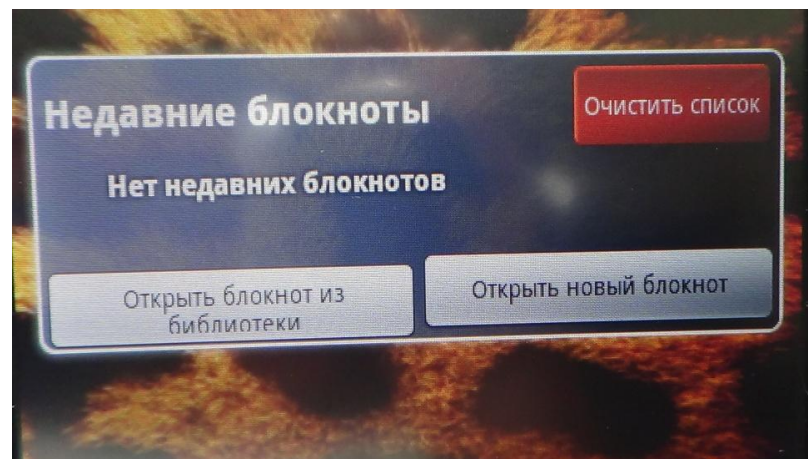 Недавние блокноты
Очистить список
Нет недавних блокнотов
Открыть блокнот из
библиотеки
Открыть новый блокнот